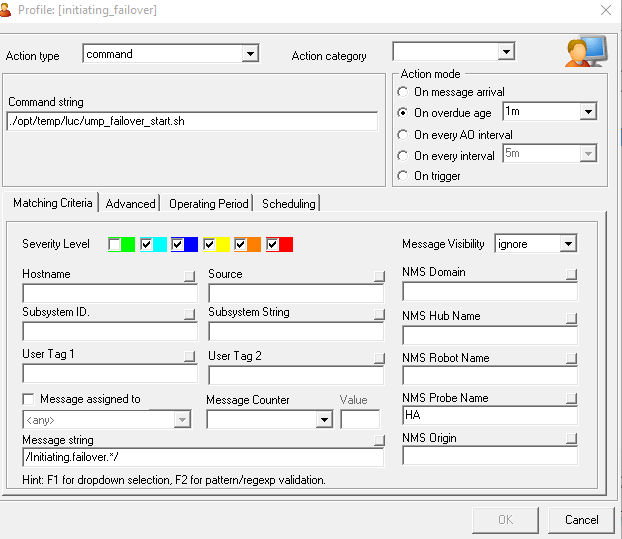 Profile: [initiating_failover]
Action type
command
Action category
Action mode
On message arrival
On overdue age
1m
On every AO interval
On every interval
5m
On trigger
Command string
./opt/temp/luc/ump_failover_start.sh
Matching Criteria
Advanced
Operating Period
Scheduling
Severity Level
Message Visibility
ignore
Hostname
Source
NMS Domain
Subsystem ID.
Subsystem String
NMS Hub Name
User Tag 1
User Tag 2
NMS Robot Name
Message assigned to
<any>
Message Counter
Value
NMS Probe Name
HA
Message string
/Initiating.failover.*/
NMS Origin
Hint: F1 for dropdown selection, F2 for pattern/regexp validation.
OK
Cancel